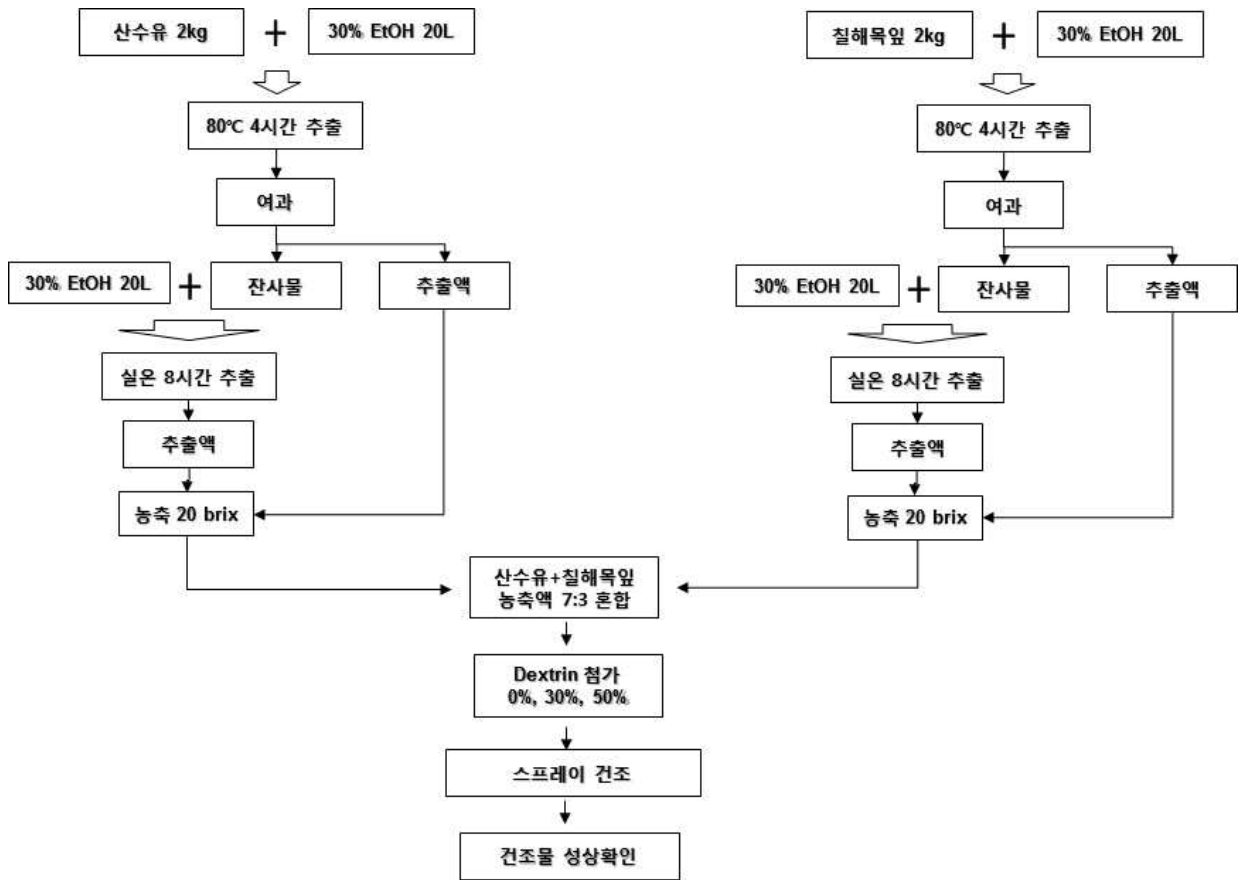 산수유 2kg
+
30% EtOH 20L
80℃ 4시간 추출
여과
30% EtOH 20L
+
잔사물
추출액
실온 8시간 추출
추출액
농축 20 brix
칠해목잎 2kg
+
30% EtOH 20L
80℃ 4시간 추출
여과
30% EtOH 20L
+
잔사물
추출액
실온 8시간 추출
추출액
농축 20 brix
산수유+칠해목잎
농축액 7:3 혼합
Dextrin 첨가
0%, 30%, 50%
스프레이 건조
건조물 성상확인